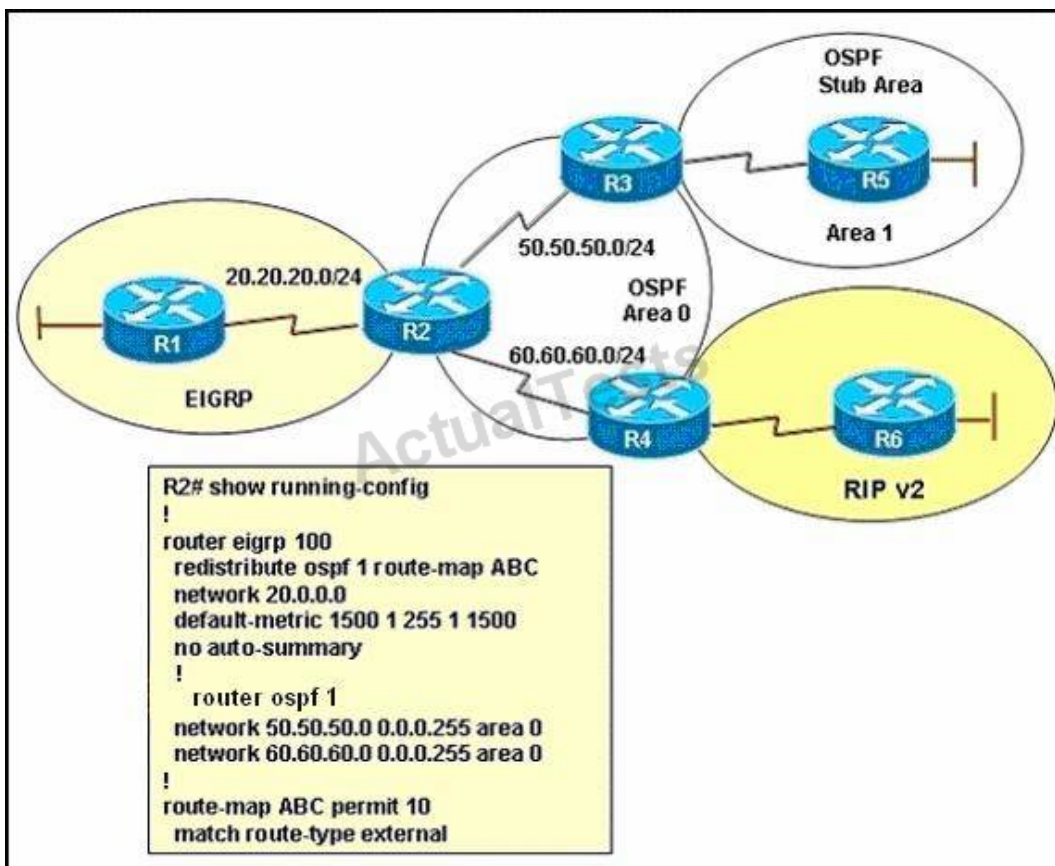 OSPF
Stub Area
R3
R5
50.50.50.0/24
Area 1
20.20.20.0/24
OSPF
Area 0
R1
R2
60.60.60.0/24
EIGRP
R4
R6
RIP v2
ActualTests
R2# show running-config
!
router eigrp 100
redistribute ospf 1 route-map ABC
network 20.0.0.0
default-metric 1500 1 255 1 1500
no auto-summary
!
router ospf 1
network 50.50.50.0 0.0.0.255 area 0
network 60.60.60.0 0.0.0.255 area 0
!
route-map ABC permit 10
match route-type external